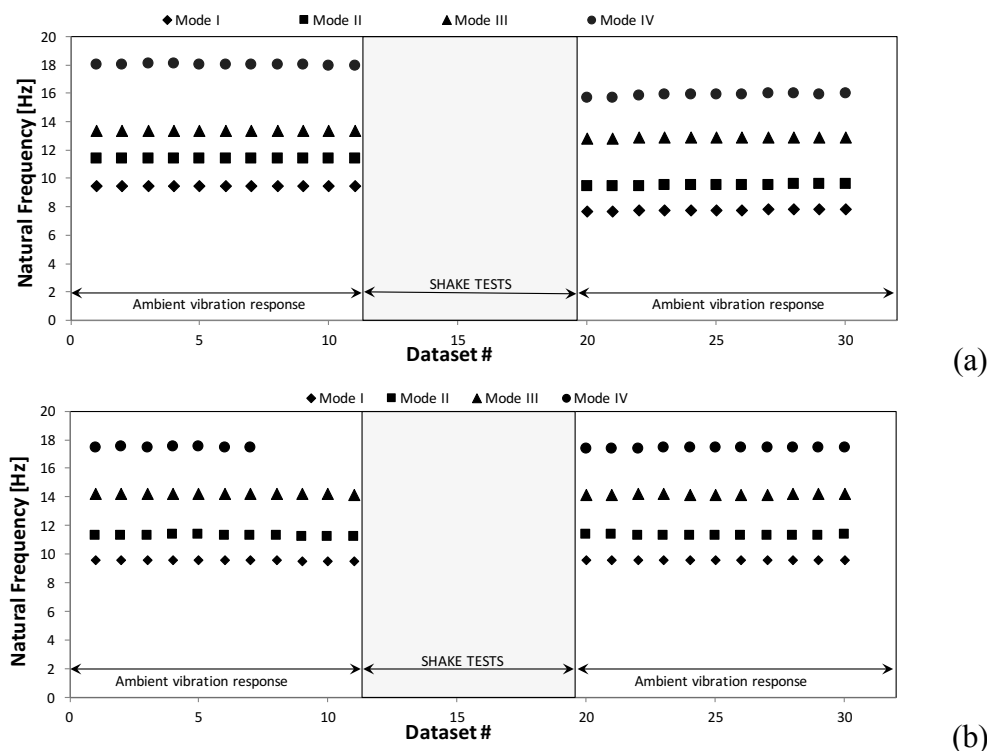 Mode I Mode II Mode III Mode IV
Natural Frequency [Hz]
20
18
16
14
12
10
8
6
4
2
0
SHAKE TESTS
Ambient vibration response
Ambient vibration response
0 5 10 15 20 25 30
Dataset #
(a)
Mode I Mode II Mode III Mode IV
Natural Frequency [Hz]
20
18
16
14
12
10
8
6
4
2
0
SHAKE TESTS
Ambient vibration response
Ambient vibration response
0 5 10 15 20 25 30
Dataset #
(b)